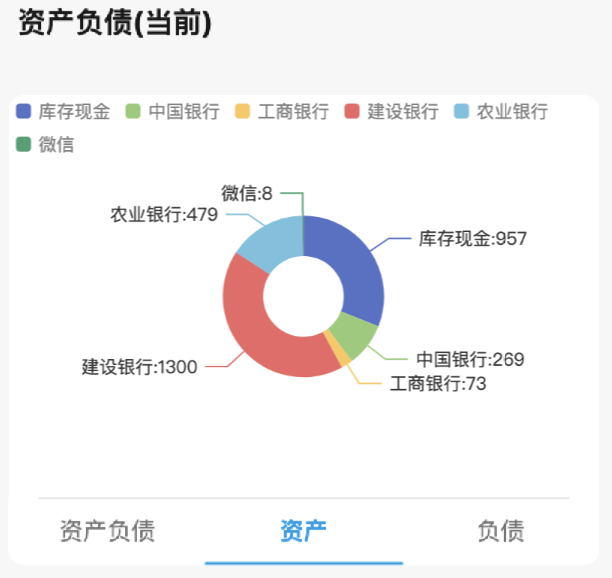 资产负债(当前)
库存现金 中国银行 工商银行 建设银行 农业银行
微信
微信:8
农业银行:479
库存现金:957
建设银行:1300
中国银行:269
工商银行:73
资产负债 资产 负债